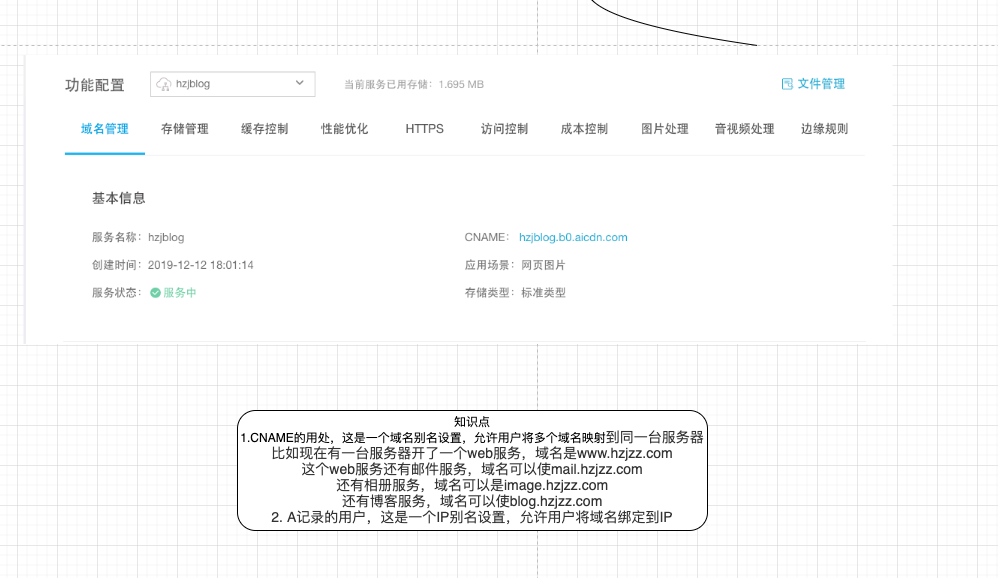 功能配置 hzjblog 当前服务已用存储：1.695 MB 文件管理
域名管理 存储管理 缓存控制 性能优化 HTTPS 访问控制 成本控制 图片处理 音视频处理 边缘规则
基本信息
服务名称：hzjblog CNAME： hzjblog.b0.aicdn.com
创建时间：2019-12-12 18:01:14 应用场景：网页图片
服务状态：服务中 存储类型：标准类型
知识点
1.CNAME的用处，这是一个域名别名设置，允许用户将多个域名映射到同一台服务器
比如现在有一台服务器开了一个web服务，域名是www.hzjzz.com
这个web服务还有邮件服务，域名可以使mail.hzjzz.com
还有相册服务，域名可以是image.hzjzz.com
还有博客服务，域名可以使blog.hzjzz.com
2. A记录的用户，这是一个IP别名设置，允许用户将域名绑定到IP